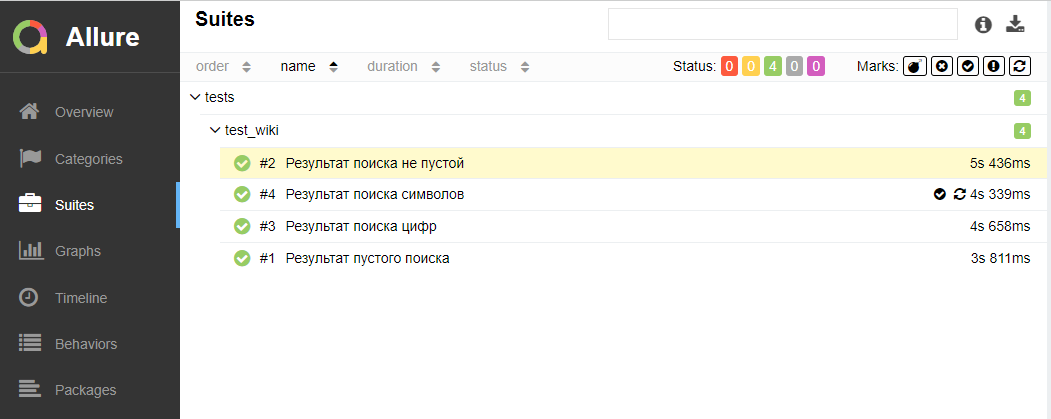 Allure
Overview
Categories
Suites
Graphs
Timeline
Behaviors
Packages
Suites
order name duration status Status: 0 0 4 0 0 Marks:
tests 4
test_wiki 4
#2 Результат поиска не пустой 5s 436ms
#4 Результат поиска символов 4s 339ms
#3 Результат поиска цифр 4s 658ms
#1 Результат пустого поиска 3s 811ms